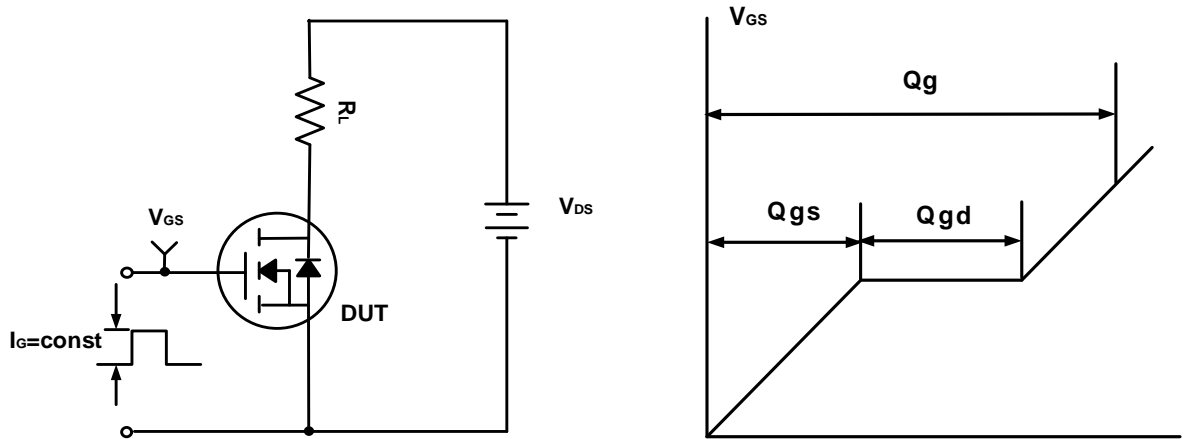 RL
VDS
VGS
DUT
IG=const
VGS
Qg
Qgs
Qgd